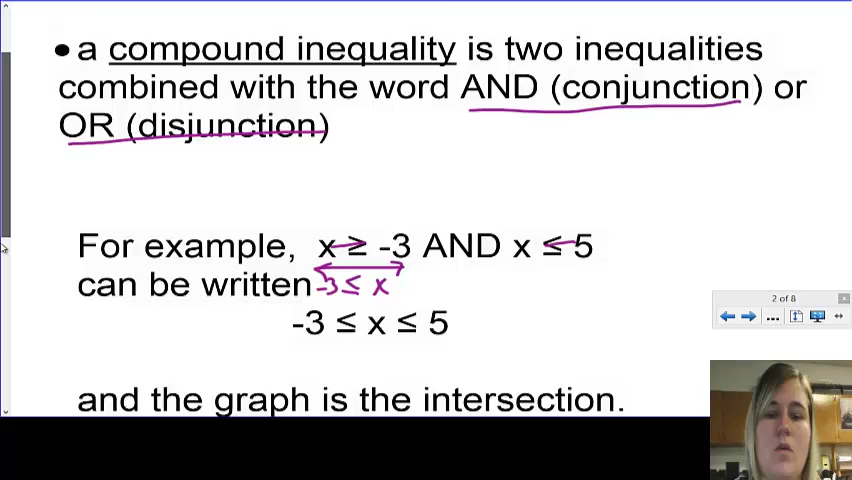 • a compound inequality is two inequalities
combined with the word AND (conjunction) or
OR (disjunction)
For example, x ≥ -3 AND x ≤ 5
can be written -3 ≤ x
-3 ≤ x ≤ 5
and the graph is the intersection.
2 of 8